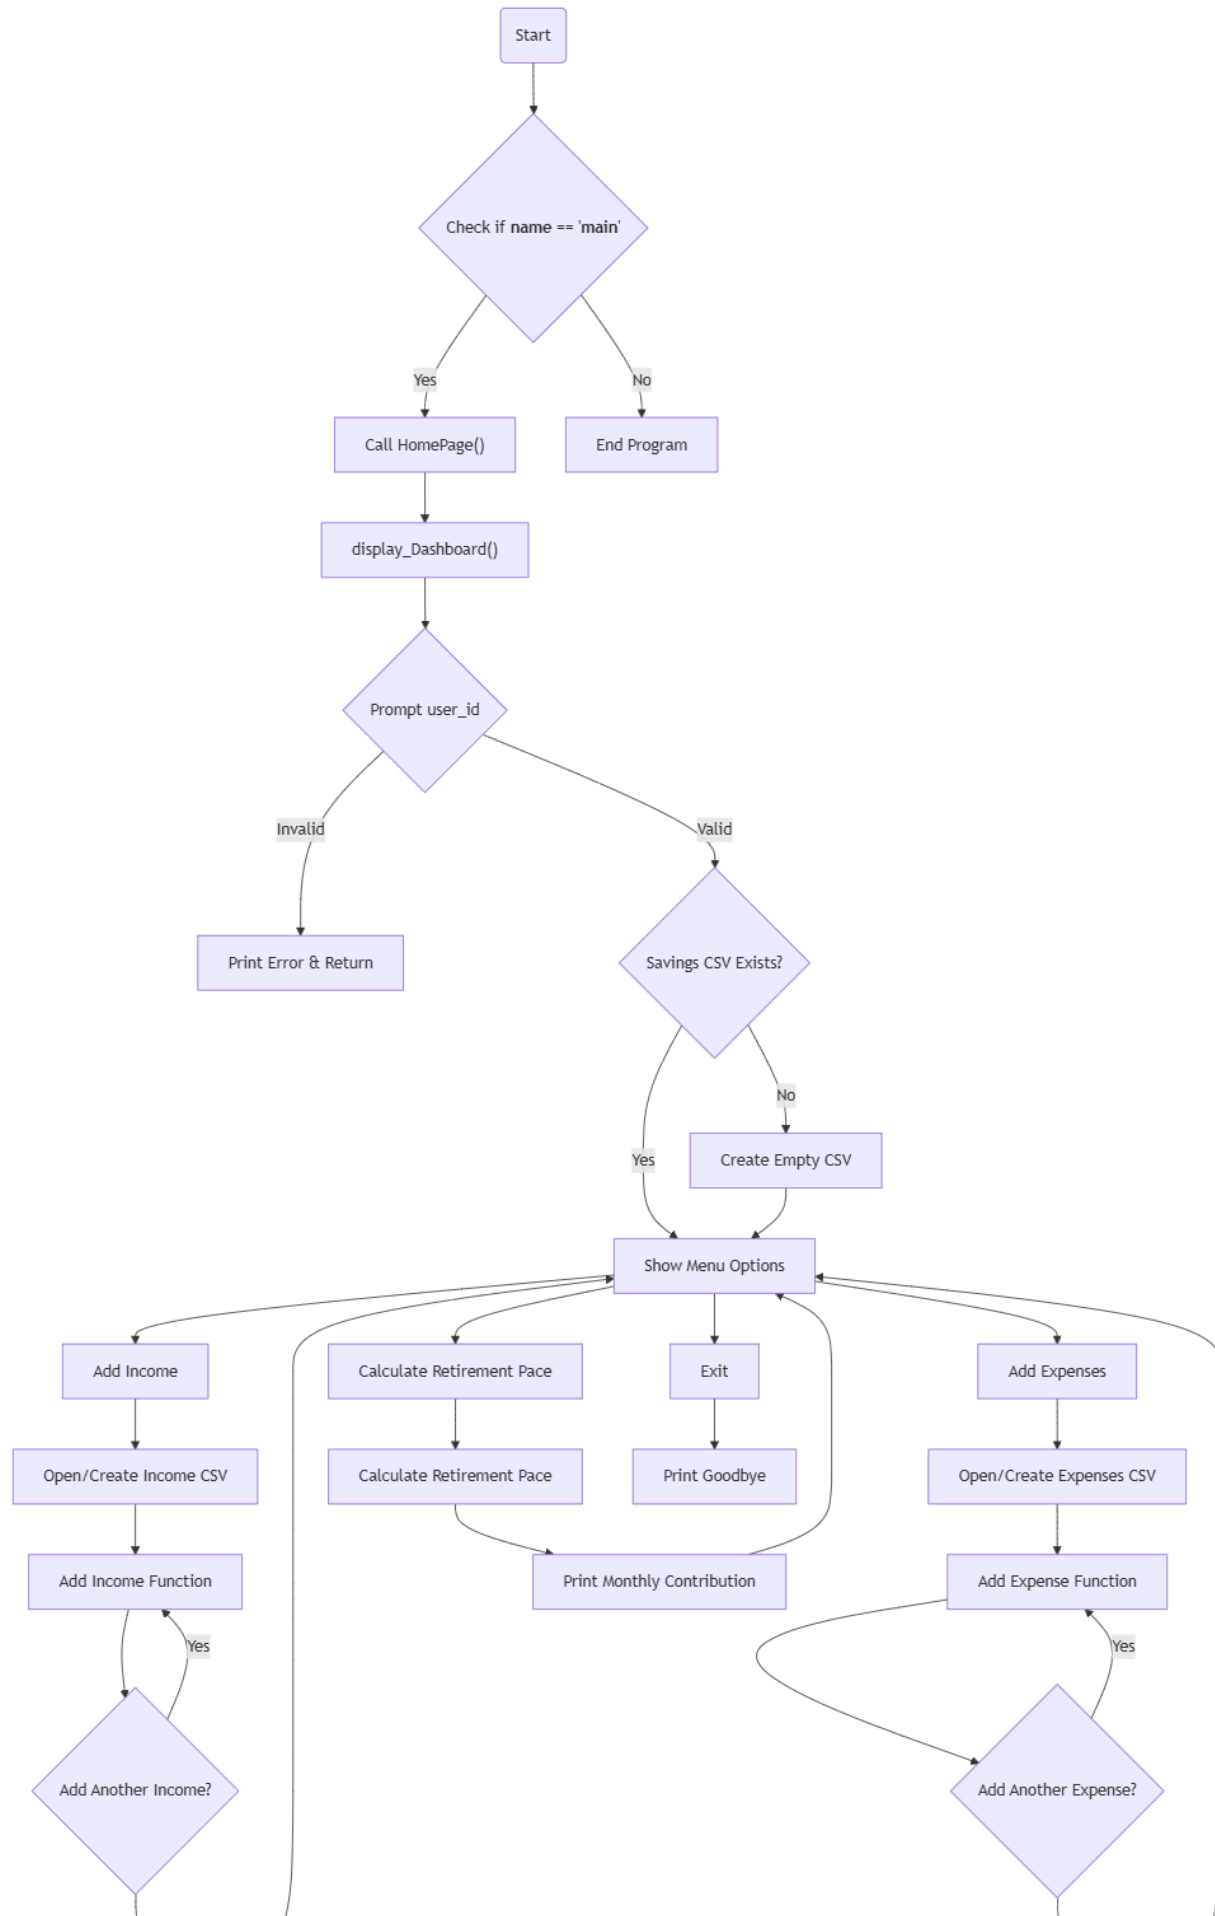 Start
Check if name == 'main'
Yes
No
Call HomePage()
End Program
display_Dashboard()
Prompt user_id
Invalid
Valid
Print Error & Return
Savings CSV Exists?
No
Yes
Create Empty CSV
Show Menu Options
Add Income
Calculate Retirement Pace
Exit
Add Expenses
Open/Create Income CSV
Calculate Retirement Pace
Print Goodbye
Open/Create Expenses CSV
Add Income Function
Print Monthly Contribution
Add Expense Function
Yes
Yes
Add Another Income?
Add Another Expense?